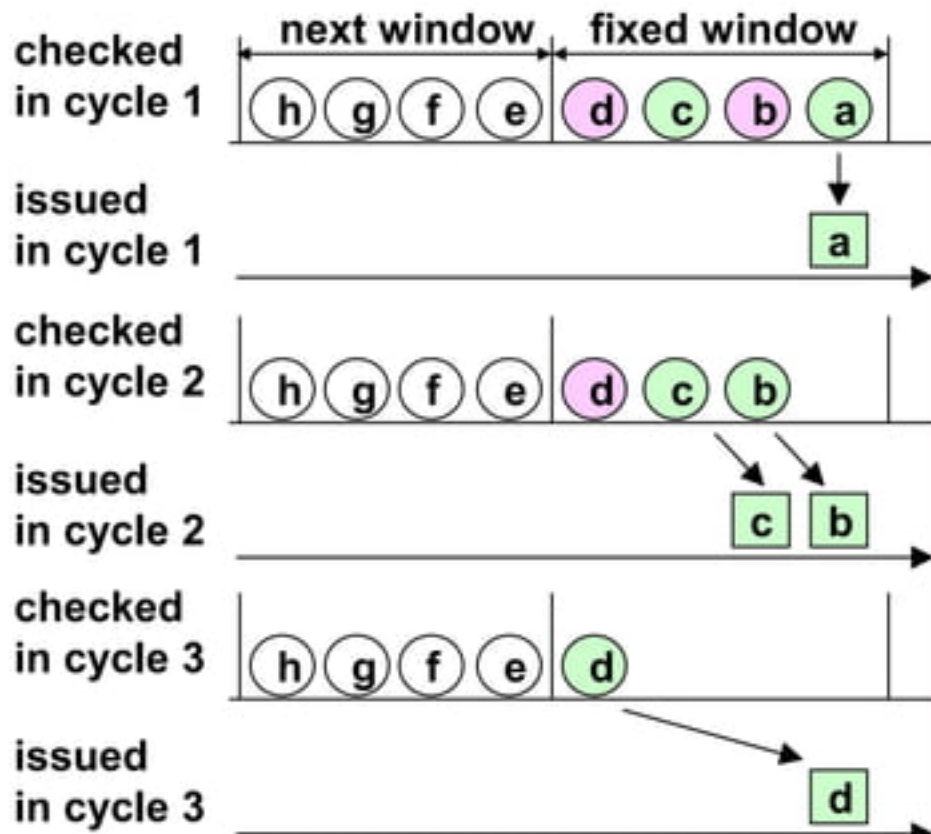 next window fixed window
checked
in cycle 1
h g f e d c b a
issued
in cycle 1
a
checked
in cycle 2
h g f e d c b
issued
in cycle 2
c b
checked
in cycle 3
h g f e d
issued
in cycle 3
d